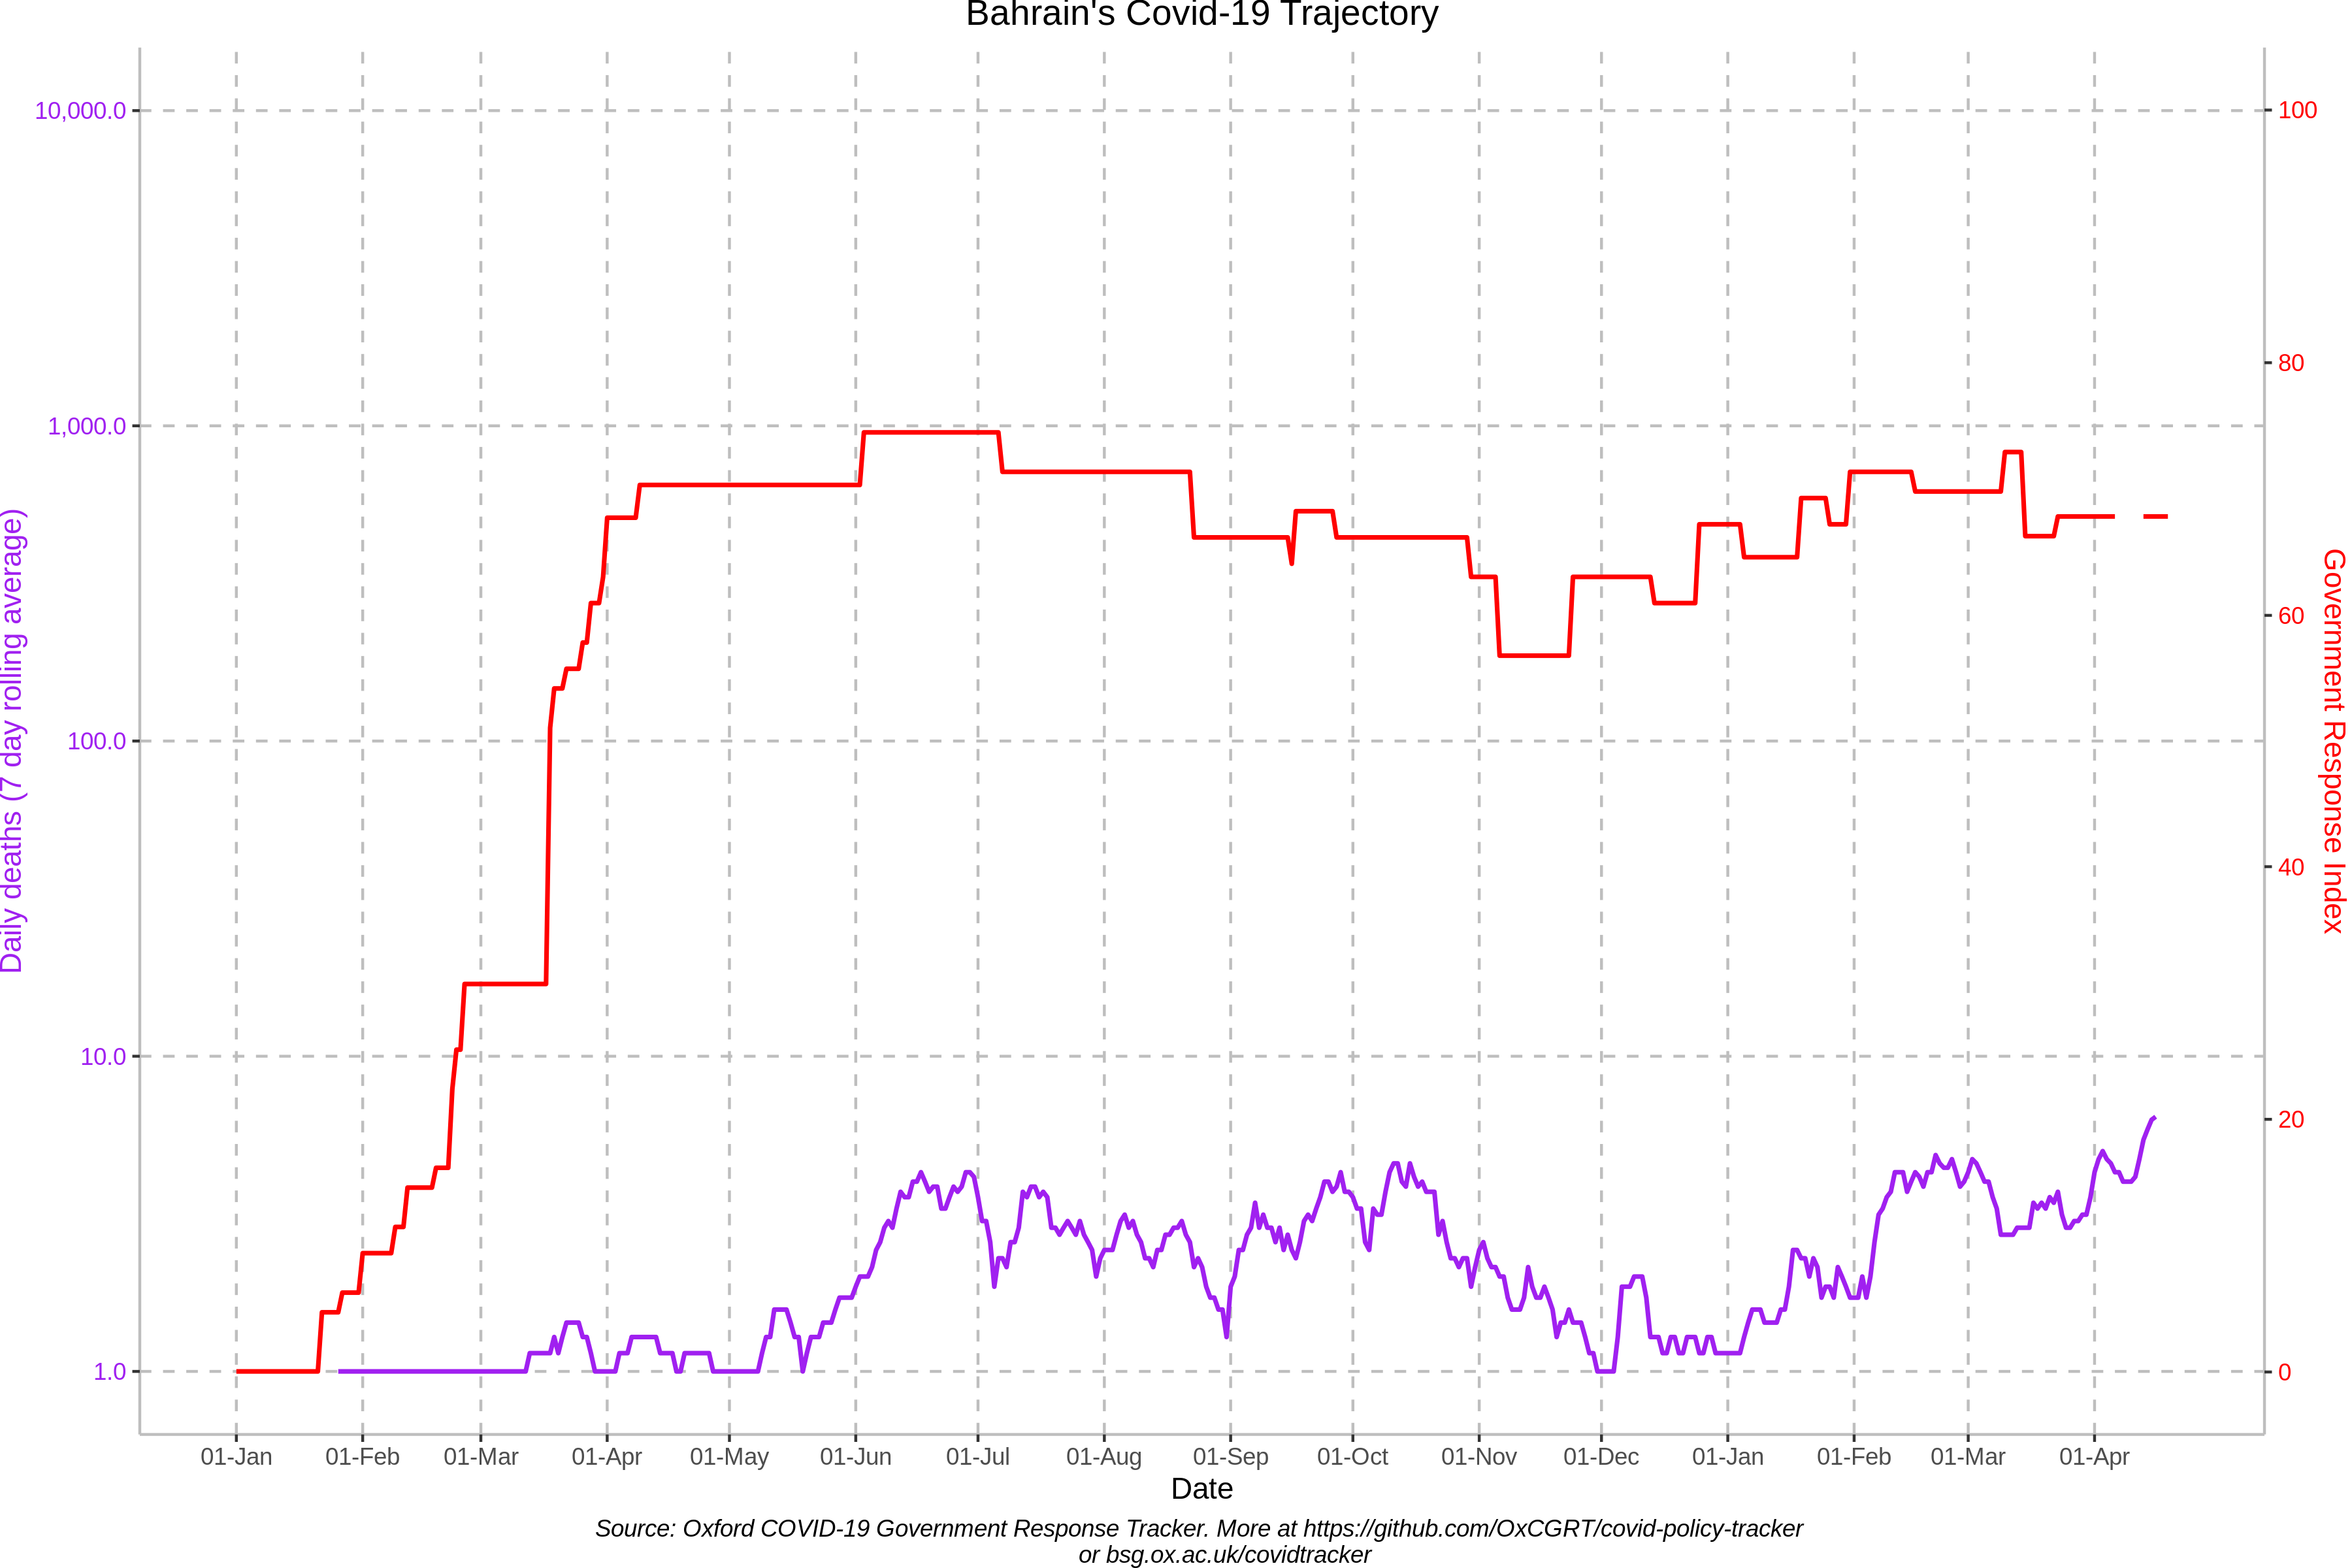 Bahrain's Covid-19 Trajectory
Daily deaths (7 day rolling average)
10,000.0
1,000.0
100.0
10.0
1.0
100
80
60
40
20
0
Government Response Index
01-Jan 01-Feb 01-Mar 01-Apr 01-May 01-Jun 01-Jul 01-Aug 01-Sep 01-Oct 01-Nov 01-Dec 01-Jan 01-Feb 01-Mar 01-Apr
Date
Source: Oxford COVID-19 Government Response Tracker. More at https://github.com/OxCGRT/covid-policy-tracker
or bsg.ox.ac.uk/covidtracker